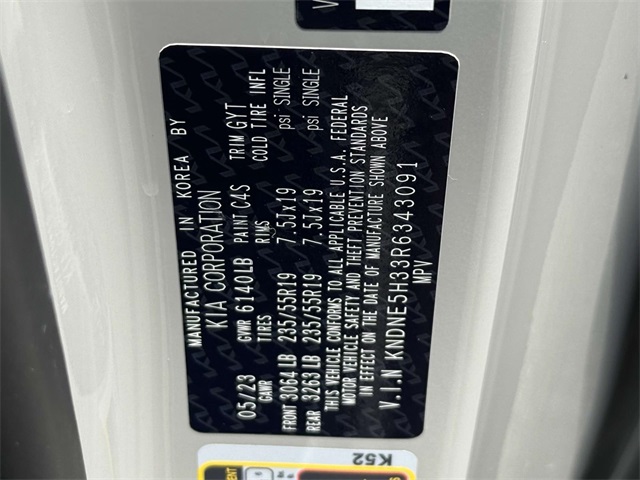 V
MANUFACTURED IN KOREA BY
KIA CORPORATION
05/23 GVWR 6140LB PAINT C4S TRIM GYT
GAWR TIRES RIMS COLD TIRE INFL
FRONT 3064 LB 235/55R19 7.5Jx19 psi SINGLE
REAR 3263 LB 235/55R19 7.5Jx19 psi SINGLE
THIS VEHICLE CONFORMS TO ALL APPLICABLE U.S.A. FEDERAL
MOTOR VEHICLE SAFETY AND THEFT PREVENTION STANDARDS
IN EFFECT ON THE DATE OF MANUFACTURE SHOWN ABOVE
V.I.N KNDNE5H33R6343091
MPV
K52